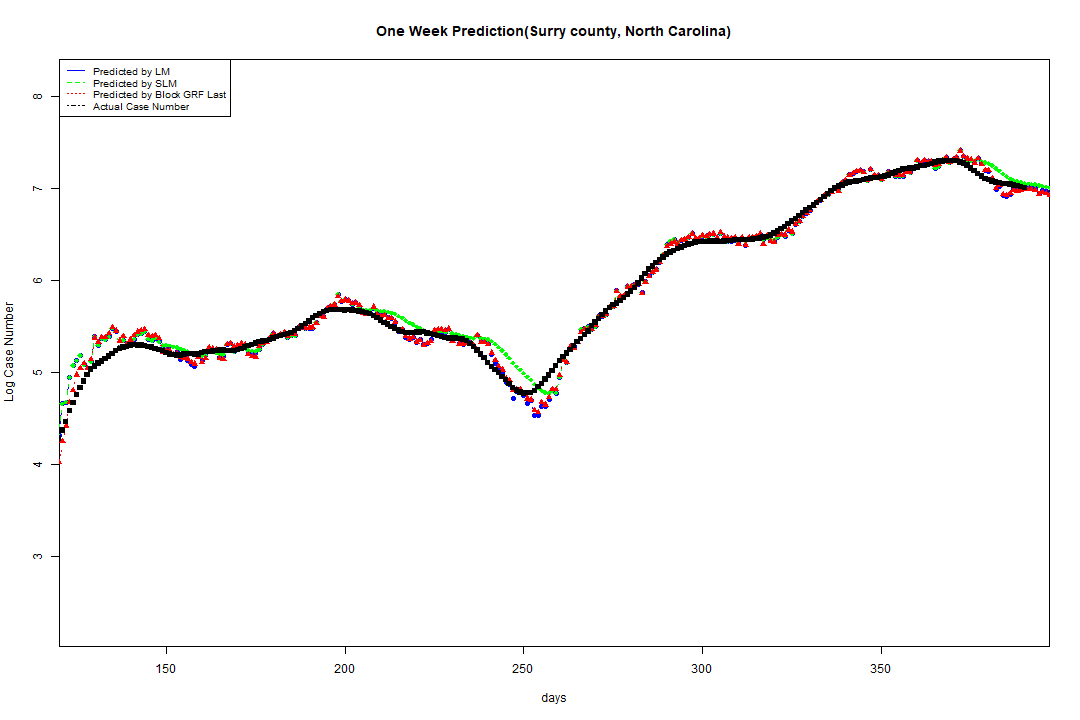 One Week Prediction(Surry county, North Carolina)
Predicted by LM
Predicted by SLM
Predicted by Block GRF Last
Actual Case Number
8
7
6
5
4
3
Log Case Number
150 200 250 300 350
days